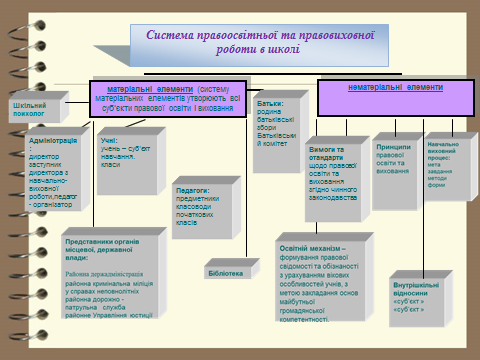 Система правоосвітньої та правовиховної
роботи в школі
матеріальні елементи (систему
матеріальних елементів утворюють всі
суб'єкти правової освіти і виховання
нематеріальні елементи
Шкільний
психолог
Батьки:
родина
батьківські
збори
Батьківськи
й комітет
Адміністрація
:
директор
заступник
директора з
навчально-
виховної
роботи,педагог
- організатор
Учні:
учень – суб'єкт
навчання.
класи
Педагоги:
предметники
класоводи
початкових
класів
Вимоги та
стандарти
щодо правової
освіти та
виховання
згідно чинного
законодавства
Принципи
правової
освіти та
виховання
Навчально
виховний
процес:
мета
завдання
методи
форми
Представники органів
місцевої, державної
влади:
Районна держадміністрація
районна кримінальна міліція
у справах неповнолітніх
районна дорожно -
патрульна служба
районне Управління юстиції
Бібліотека
Освітній механізм –
формування правової
свідомості та обізнаності
з урахуванням вікових
особливостей учнів, з
метою закладання основ
майбутньої
громадянської
компетентності.
Внутрішкільні
відносини
«суб'єкт »
«суб'єкт »